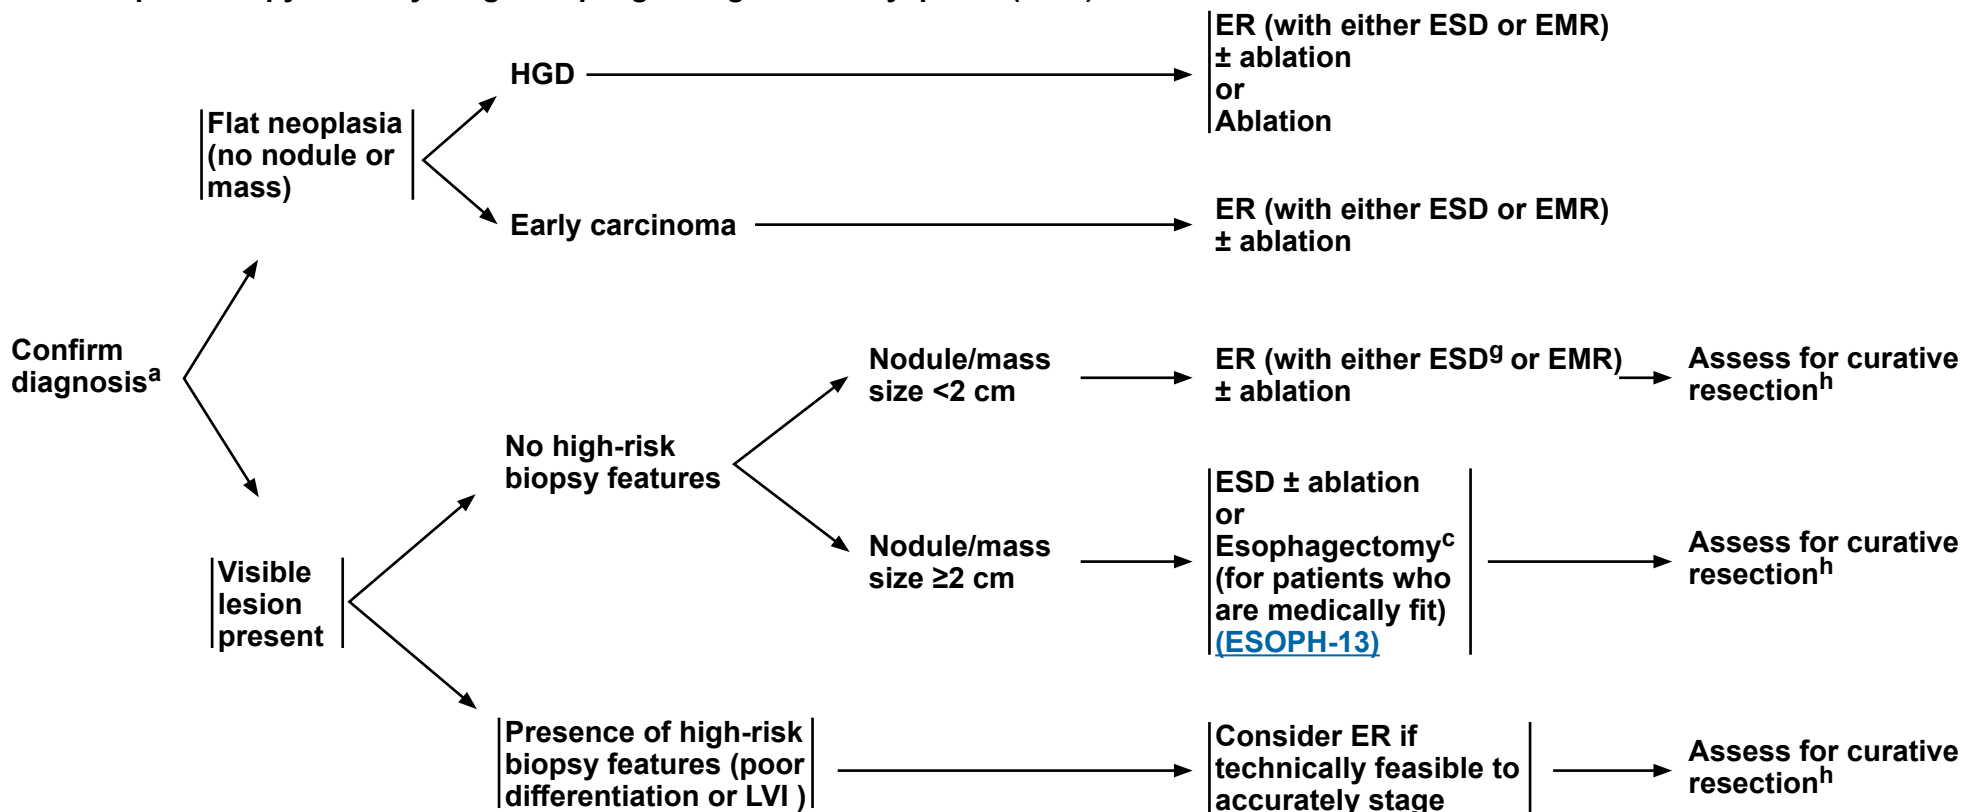 HGD
ER (with either ESD or EMR)
± ablation
or
Ablation
Flat neoplasia
(no nodule or
mass)
Early carcinoma
ER (with either ESD or EMR)
± ablation
Confirm
diagnosisa
Nodule/mass
size <2 cm
ER (with either ESDg or EMR)
± ablation
Assess for curative
resectionh
No high-risk
biopsy features
Nodule/mass
size ≥2 cm
ESD ± ablation
or
Esophagectomyc
(for patients who
are medically fit)
(ESOPH-13)
Assess for curative
resectionh
Visible
lesion
present
Presence of high-risk
biopsy features (poor
differentiation or LVI )
Consider ER if
technically feasible to
accurately stage
Assess for curative
resectionh